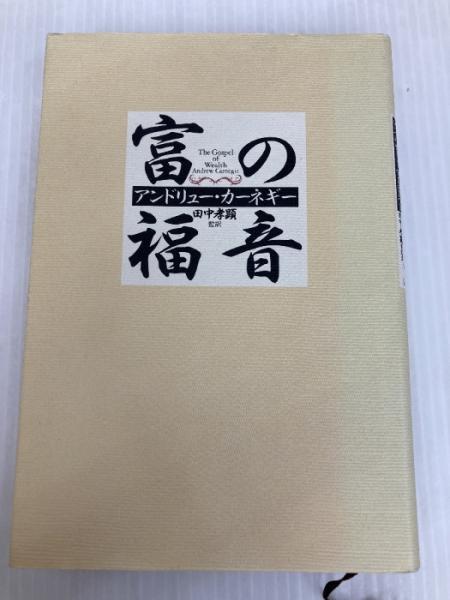 富の
The Gospel
of
Wealth
Andrew Carnegie
アンドリュー・カーネギー
田中孝顕
監訳
福音